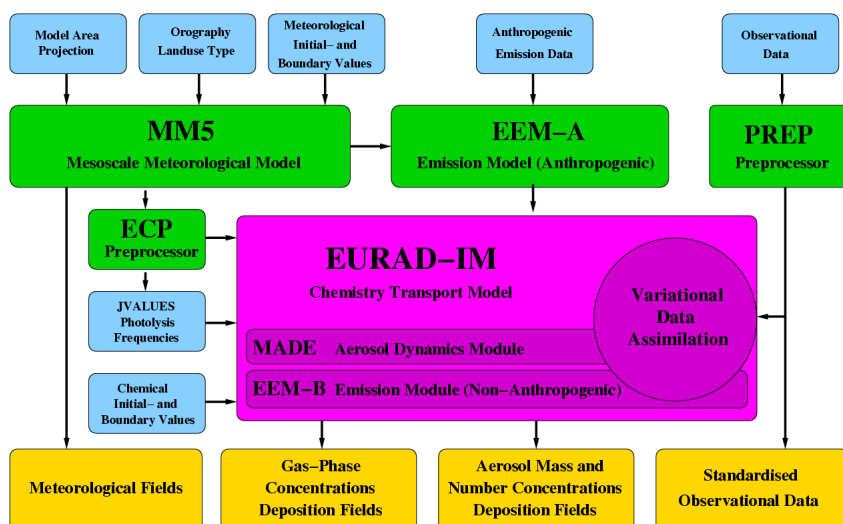 Model Area
Projection
Orography
Landuse Type
Meteorological
Initial− and
Boundary Values
Anthropogenic
Emission Data
Observational
Data
MM5
Mesoscale Meteorological Model
EEM−A
Emission Model (Anthropogenic)
PREP
Preprocessor
ECP
Preprocessor
EURAD−IM
Chemistry Transport Model
Variational
Data
Assimilation
JVALUES
Photolysis
Frequencies
MADE Aerosol Dynamics Module
EEM−B Emission Module (Non−Anthropogenic)
Chemical
Initial− and
Boundary Values
Meteorological Fields
Gas−Phase
Concentrations
Deposition Fields
Aerosol Mass and
Number Concentrations
Deposition Fields
Standardised
Observational Data